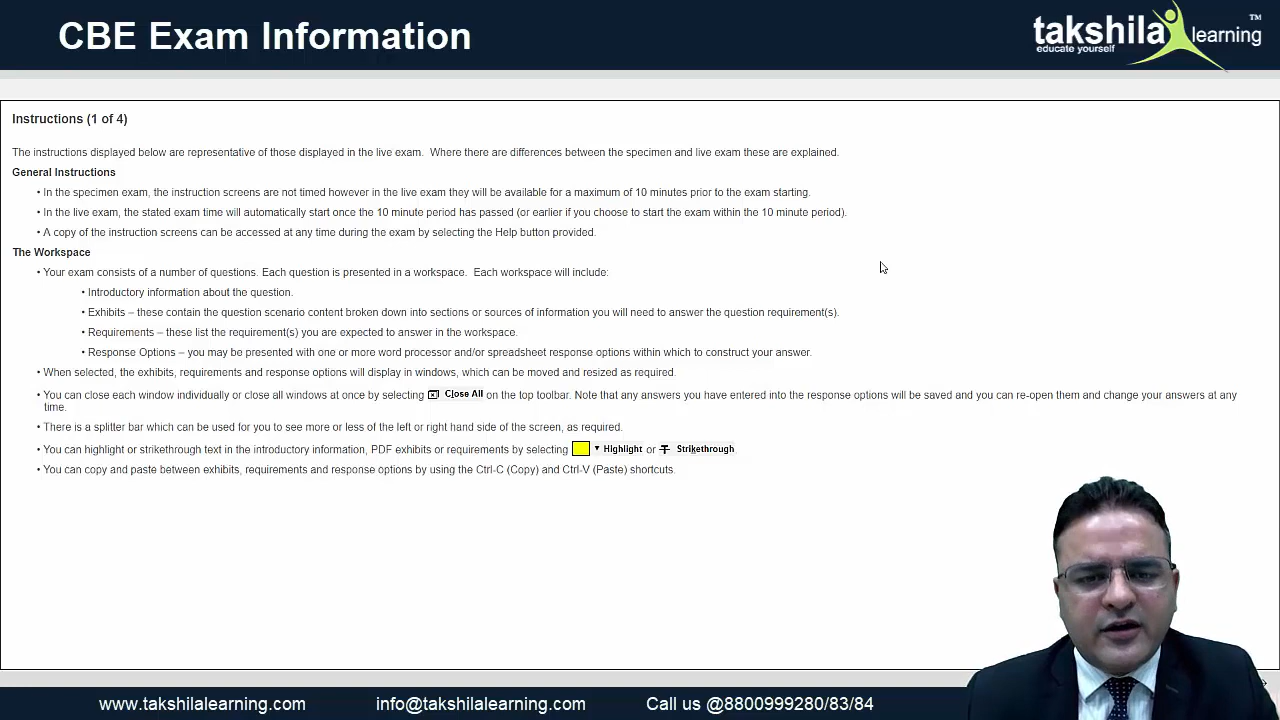 CBE Exam Information
takshila learning ™
educate yourself
Instructions (1 of 4)
The instructions displayed below are representative of those displayed in the live exam. Where there are differences between the specimen and live exam these are explained.
General Instructions
• In the specimen exam, the instruction screens are not timed however in the live exam they will be available for a maximum of 10 minutes prior to the exam starting.
• In the live exam, the stated exam time will automatically start once the 10 minute period has passed (or earlier if you choose to start the exam within the 10 minute period).
• A copy of the instruction screens can be accessed at any time during the exam by selecting the Help button provided.
The Workspace
• Your exam consists of a number of questions. Each question is presented in a workspace. Each workspace will include:
• Introductory information about the question.
• Exhibits – these contain the question scenario content broken down into sections or sources of information you will need to answer the question requirement(s).
• Requirements – these list the requirement(s) you are expected to answer in the workspace.
• Response Options – you may be presented with one or more word processor and/or spreadsheet response options within which to construct your answer.
• When selected, the exhibits, requirements and response options will display in windows, which can be moved and resized as required.
• You can close each window individually or close all windows at once by selecting Close All on the top toolbar. Note that any answers you have entered into the response options will be saved and you can re-open them and change your answers at any
time.
• There is a splitter bar which can be used for you to see more or less of the left or right hand side of the screen, as required.
• You can highlight or strikethrough text in the introductory information, PDF exhibits or requirements by selecting Highlight or Strikethrough
• You can copy and paste between exhibits, requirements and response options by using the Ctrl-C (Copy) and Ctrl-V (Paste) shortcuts.
www.takshilalearning.com info@takshilalearning.com Call us @8800999280/83/84